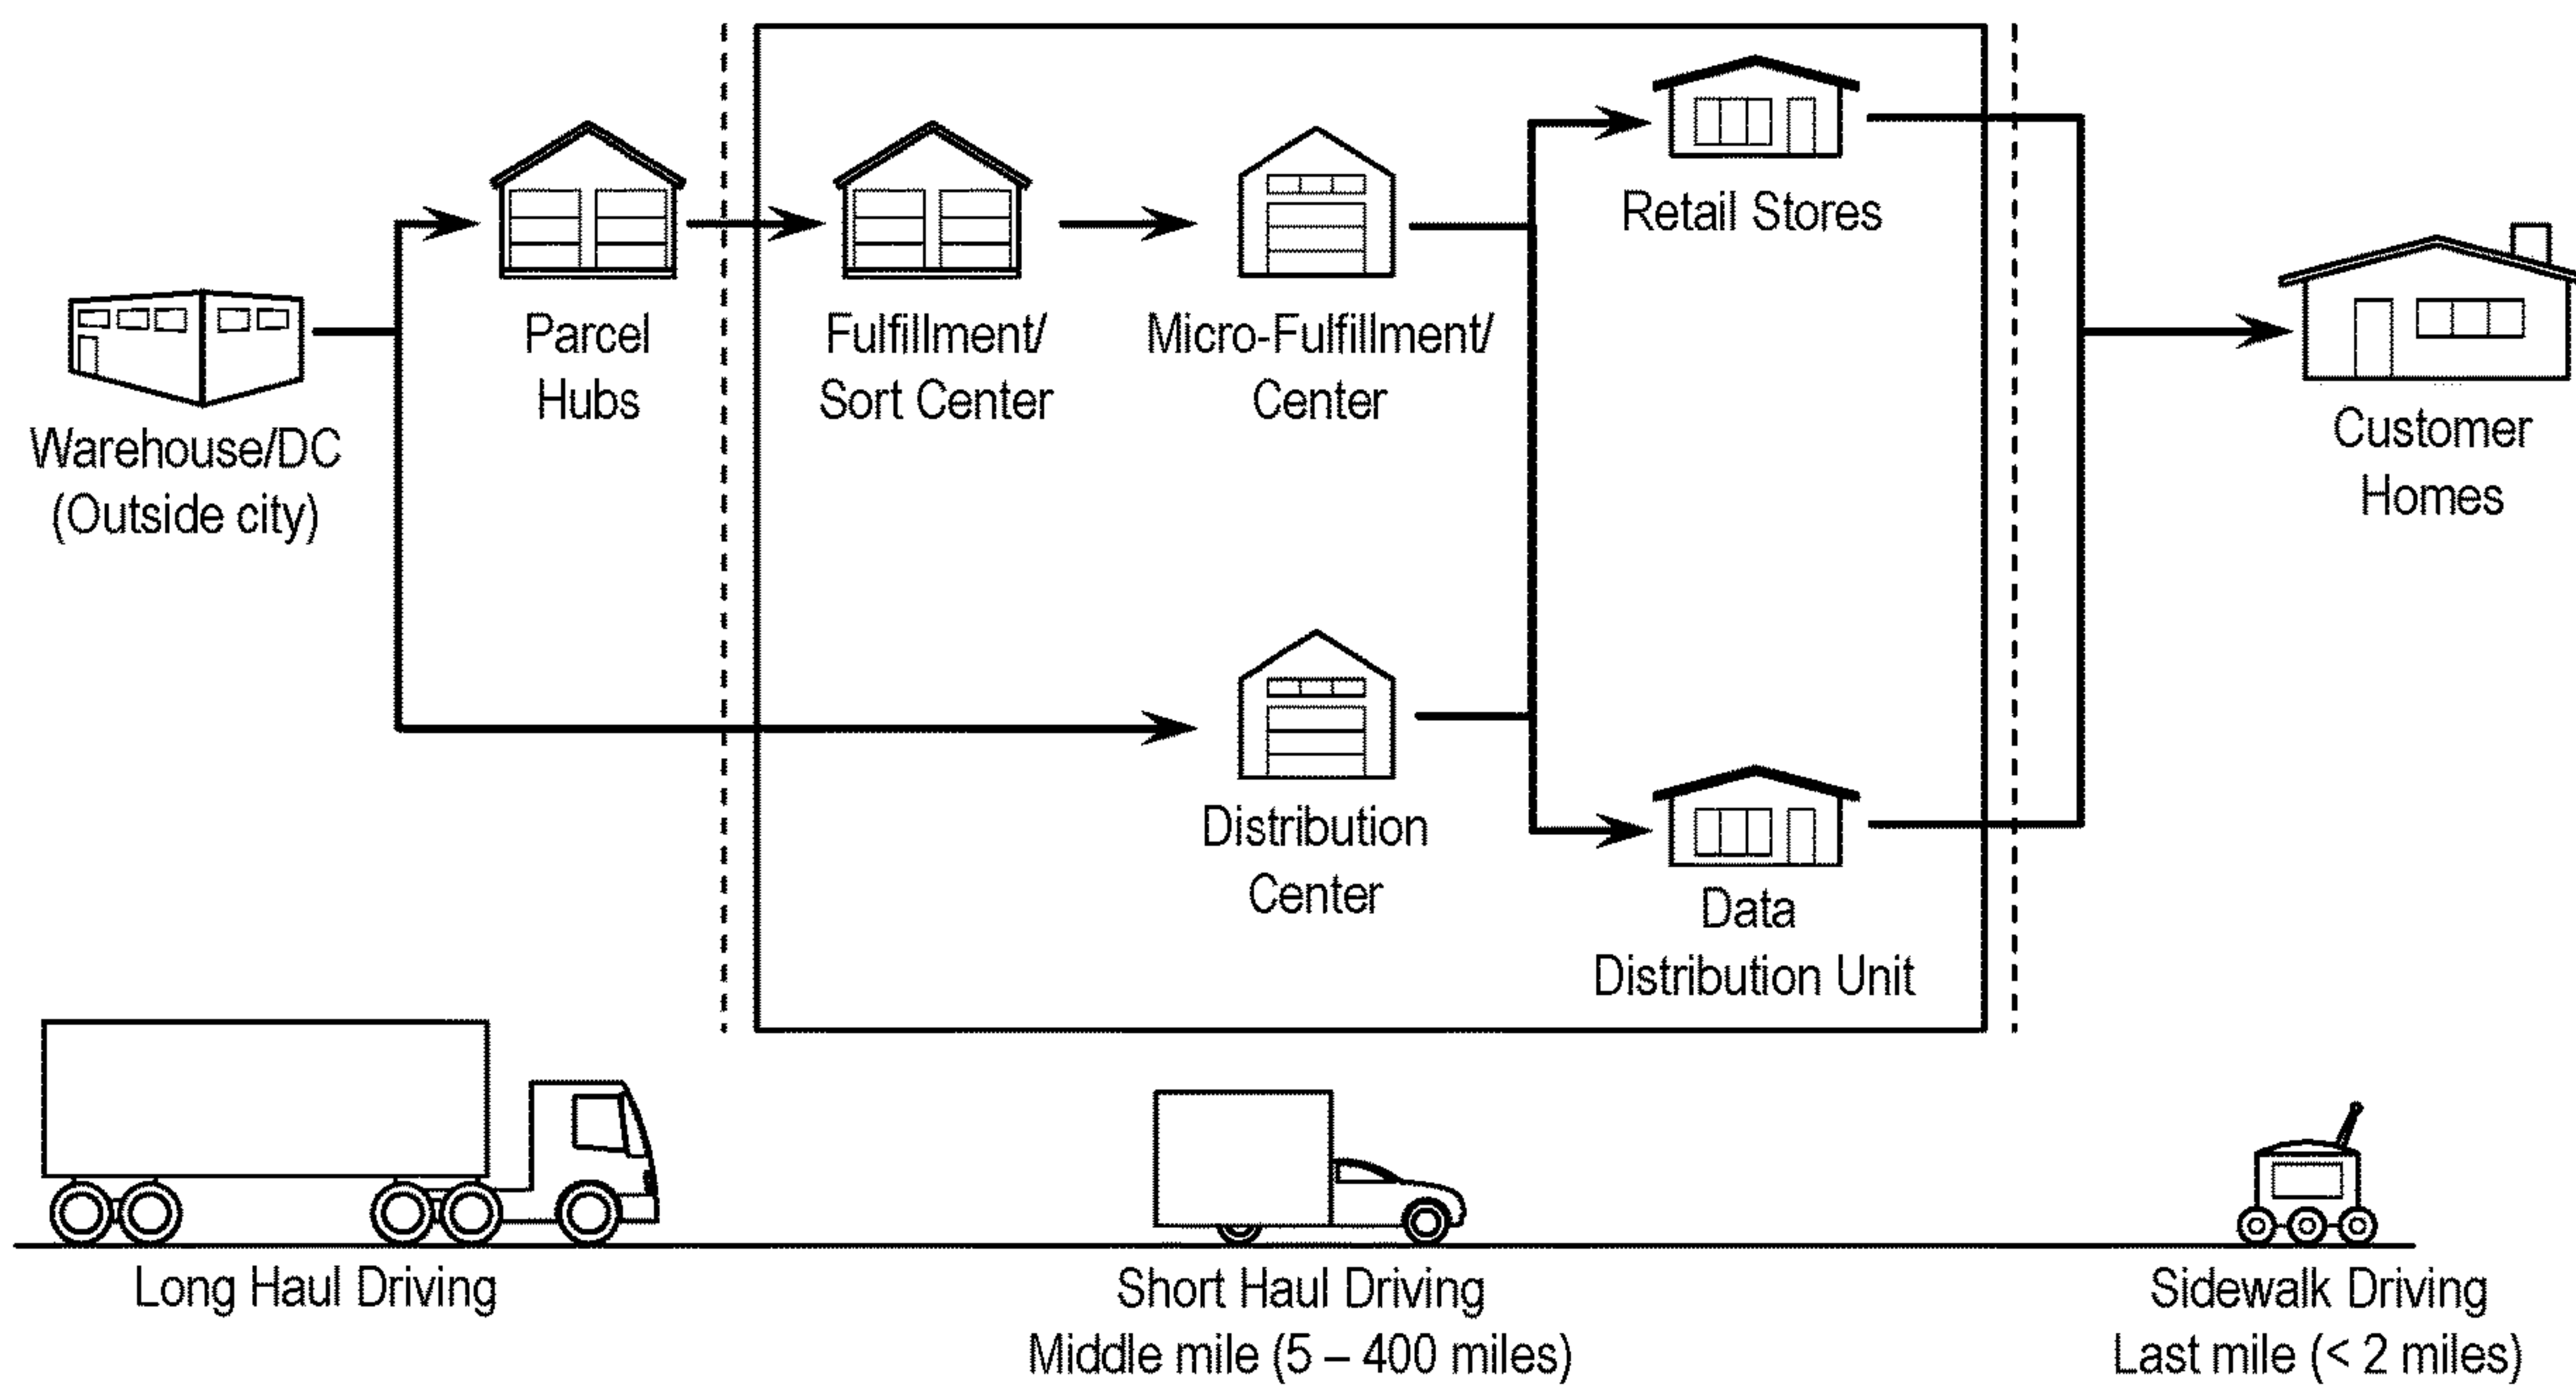 Retail Stores
Parcel
Hubs
Fulfillment/
Sort Center
Micro-Fulfillment/
Center
Warehouse/DC
(Outside city)
Customer
Homes
Distribution
Center
Data
Distribution Unit
Long Haul Driving
Short Haul Driving
Middle mile (5 – 400 miles)
Sidewalk Driving
Last mile (< 2 miles)